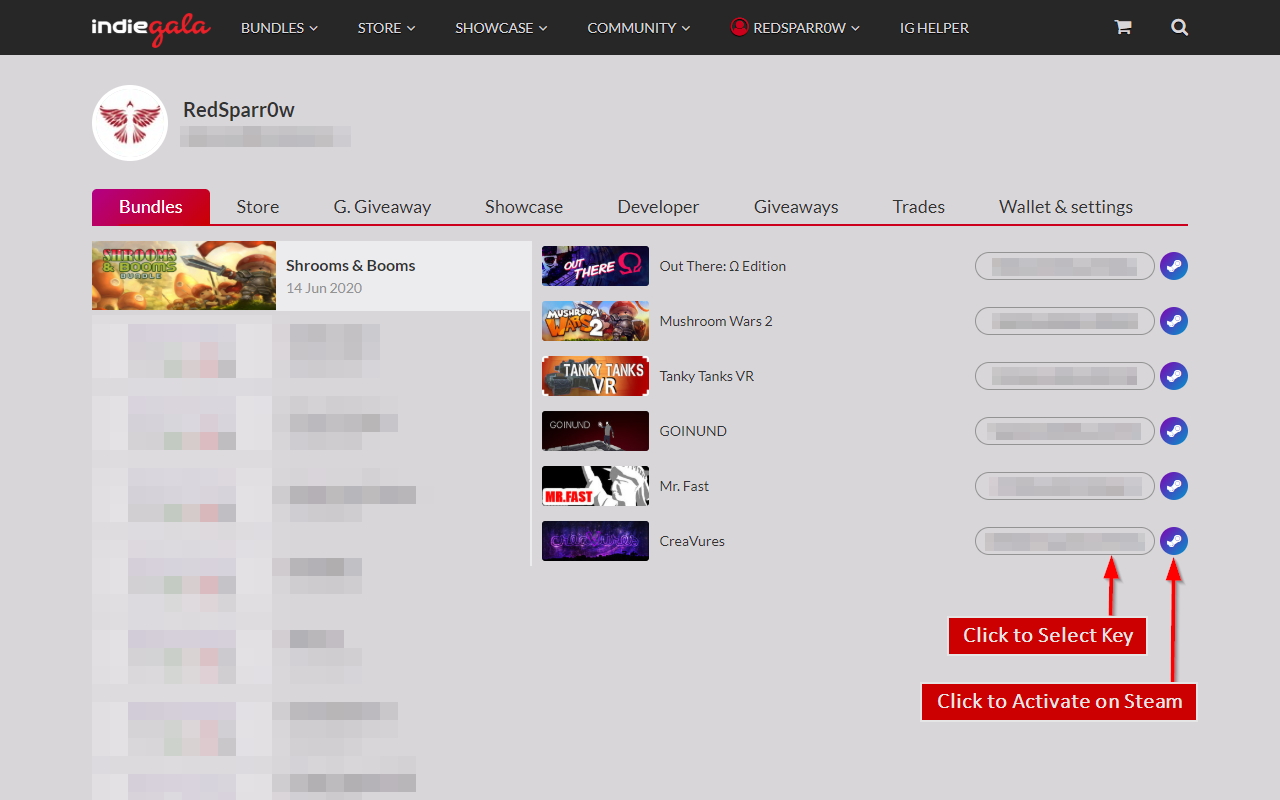 indiegala BUNDLES STORE SHOWCASE COMMUNITY REDSPARR0W IG HELPER
RedSparr0w
Bundles Store G. Giveaway Showcase Developer Giveaways Trades Wallet & settings
SHROOMS
& BOOMS
BUNDLE
Shrooms & Booms
14 Jun 2020
OUT THERE Ω
Out There: Ω Edition
MUSHROOM WARS 2
Mushroom Wars 2
TANKY TANKS
VR
Tanky Tanks VR
GOINUND
GOINUND
MR.FAST
Mr. Fast
CREAVURES
CreaVures
Click to Select Key
Click to Activate on Steam